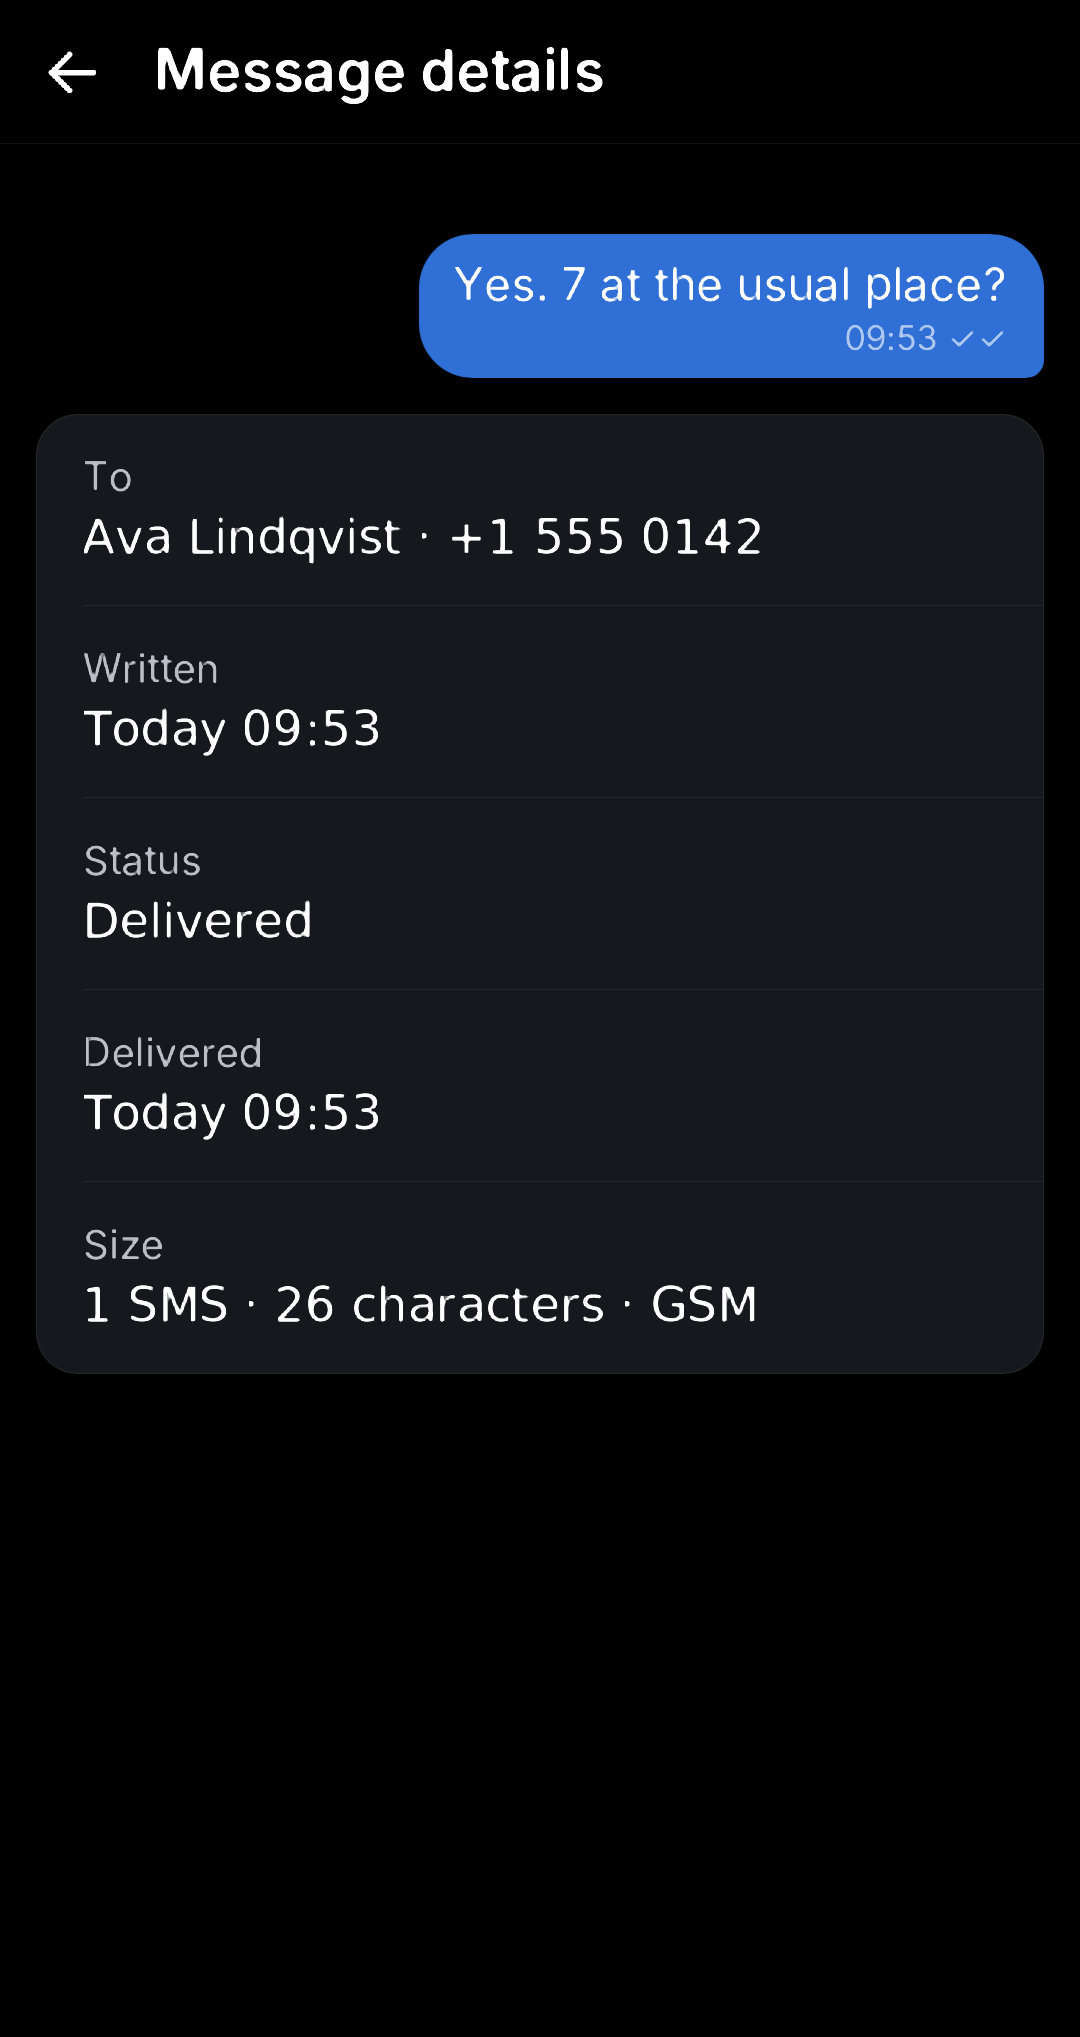 Message details
Yes. 7 at the usual place?
09:53 ✓✓
To
Ava Lindqvist · +1 555 0142
Written
Today 09:53
Status
Delivered
Delivered
Today 09:53
Size
1 SMS · 26 characters · GSM